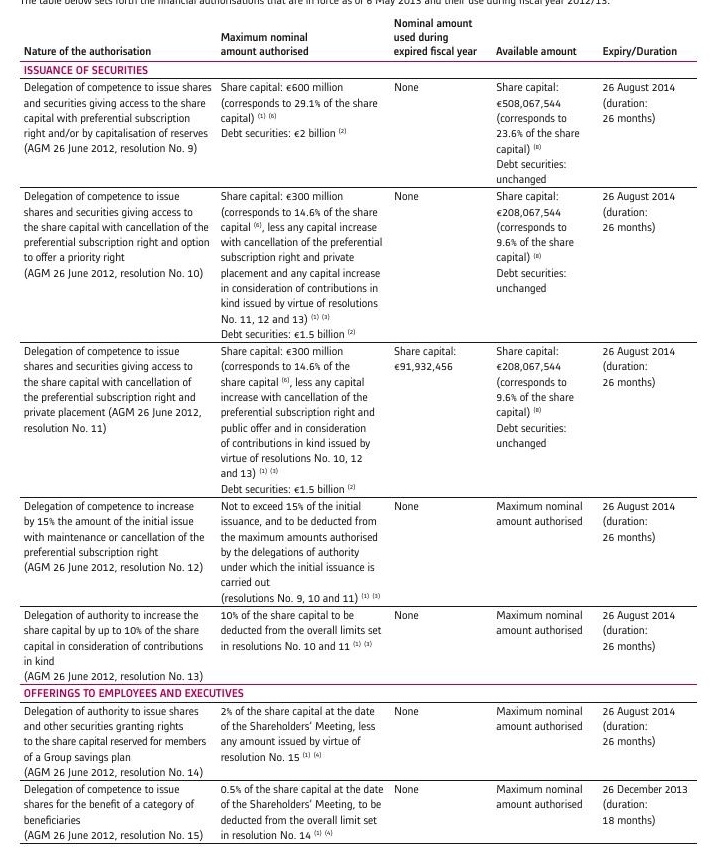 The table below sets forth the financial authorisations that are in force as of 6 May 2013 and their use during fiscal year 2012/13.
Nature of the authorisation
Maximum nominal
amount authorised
Nominal amount
used during
expired fiscal year
Available amount
Expiry/Duration
ISSUANCE OF SECURITIES
Delegation of competence to issue shares
and securities giving access to the share
capital with preferential subscription
right and/or by capitalisation of reserves
(AGM 26 June 2012, resolution No. 9)
Share capital: €600 million
(corresponds to 29.1% of the share
capital) (1) (6)
Debt securities: €2 billion (2)
None
Share capital:
€508,067,544
(corresponds to
23.6% of the share
capital) (8)
Debt securities:
unchanged
26 August 2014
(duration:
26 months)
Delegation of competence to issue
shares and securities giving access to
the share capital with cancellation of the
preferential subscription right and option
to offer a priority right
(AGM 26 June 2012, resolution No. 10)
Share capital: €300 million
(corresponds to 14.6% of the share
capital (6), less any capital increase
with cancellation of the preferential
subscription right and private
placement and any capital increase
in consideration of contributions in
kind issued by virtue of resolutions
No. 11, 12 and 13) (1) (3)
Debt securities: €1.5 billion (2)
None
Share capital:
€208,067,544
(corresponds to
9.6% of the share
capital) (8)
Debt securities:
unchanged
26 August 2014
(duration:
26 months)
Delegation of competence to issue
shares and securities giving access to
the share capital with cancellation of
the preferential subscription right and
private placement (AGM 26 June 2012,
resolution No. 11)
Share capital: €300 million
(corresponds to 14.6% of the
share capital (6), less any capital
increase with cancellation of the
preferential subscription right and
public offer and in consideration
of contributions in kind issued by
virtue of resolutions No. 10, 12
and 13) (1) (3)
Debt securities: €1.5 billion (2)
Share capital:
€91,932,456
Share capital:
€208,067,544
(corresponds to
9.6% of the share
capital) (8)
Debt securities:
unchanged
26 August 2014
(duration:
26 months)
Delegation of competence to increase
by 15% the amount of the initial issue
with maintenance or cancellation of the
preferential subscription right
(AGM 26 June 2012, resolution No. 12)
Not to exceed 15% of the initial
issuance, and to be deducted from
the maximum amounts authorised
by the delegations of authority
under which the initial issuance is
carried out
(resolutions No. 9, 10 and 11) (1) (3)
None
Maximum nominal
amount authorised
26 August 2014
(duration:
26 months)
Delegation of authority to increase the
share capital by up to 10% of the share
capital in consideration of contributions
in kind
(AGM 26 June 2012, resolution No. 13)
10% of the share capital to be
deducted from the overall limits set
in resolutions No. 10 and 11 (1) (3)
None
Maximum nominal
amount authorised
26 August 2014
(duration:
26 months)
OFFERINGS TO EMPLOYEES AND EXECUTIVES
Delegation of authority to issue shares
and other securities granting rights
to the share capital reserved for members
of a Group savings plan
(AGM 26 June 2012, resolution No. 14)
2% of the share capital at the date
of the Shareholders' Meeting, less
any amount issued by virtue of
resolution No. 15 (1) (4)
None
Maximum nominal
amount authorised
26 August 2014
(duration:
26 months)
Delegation of competence to issue
shares for the benefit of a category of
beneficiaries
(AGM 26 June 2012, resolution No. 15)
0.5% of the share capital at the date
of the Shareholders' Meeting, to be
deducted from the overall limit set
in resolution No. 14 (1) (4)
None
Maximum nominal
amount authorised
26 December 2013
(duration:
18 months)